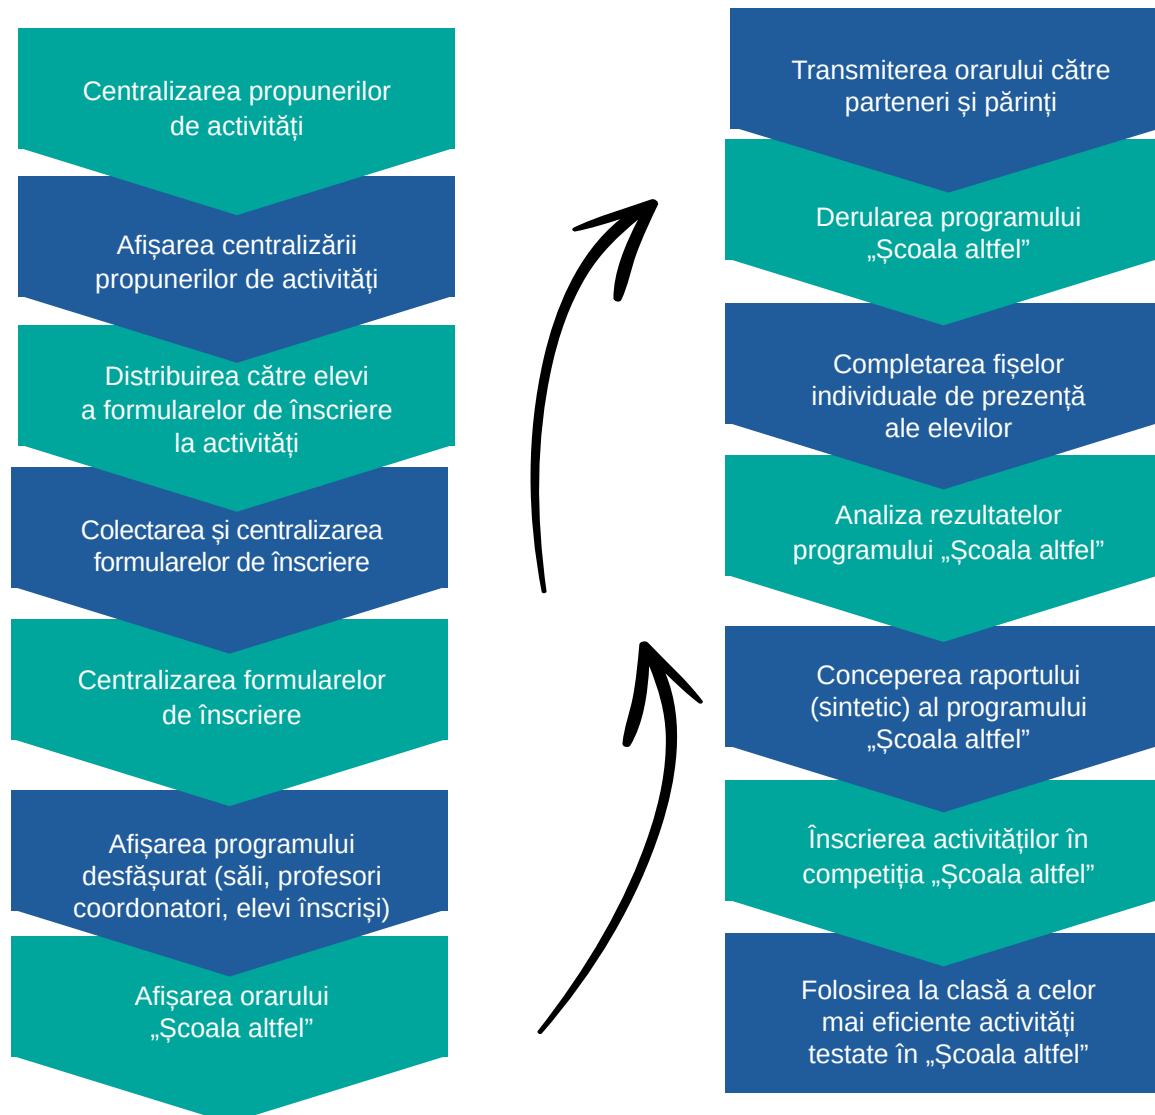 Centralizarea propunerilor
de activități
Afișarea centralizării
propunerilor de activități
Distribuirea către elevi
a formularelor de înscriere
la activități
Colectarea și centralizarea
formularelor de înscriere
Centralizarea formularelor
de înscriere
Afișarea programului
desfășurat (săli, profesori
coordonatori, elevi înscriși)
Afișarea orarului
„Școala altfel”
Transmiterea orarului către
parteneri și părinți
Derularea programului
„Școala altfel”
Completarea fișelor
individuale de prezență
ale elevilor
Analiza rezultatelor
programului „Școala altfel”
Conceperea raportului
(sintetic) al programului
„Școala altfel”
Înscrierea activităților în
competiția „Școala altfel”
Folosirea la clasă a celor
mai eficiente activități
testate în „Școala altfel”